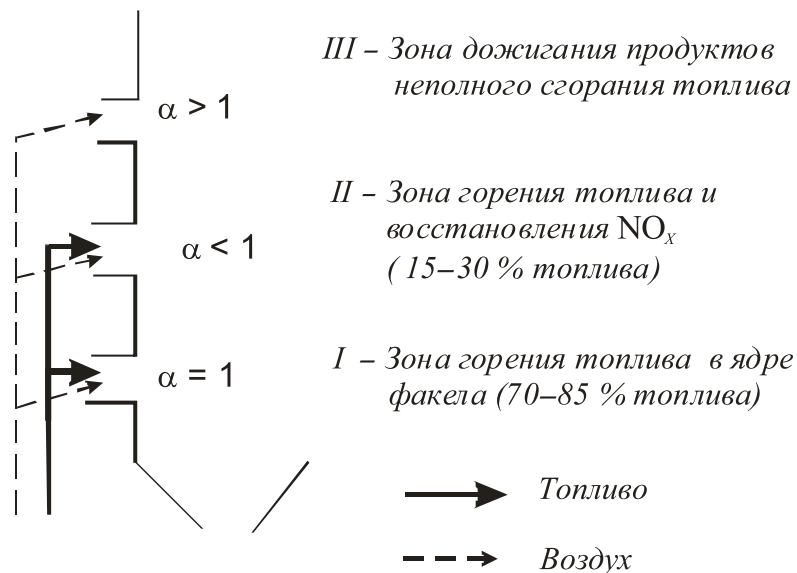 III – Зона дожигания продуктов
неполного сгорания топлива
α > 1
II – Зона горения топлива и
восстановления NOX
( 15–30 % топлива)
α < 1
I – Зона горения топлива в ядре
факела (70–85 % топлива)
α = 1
Топливо
Воздух